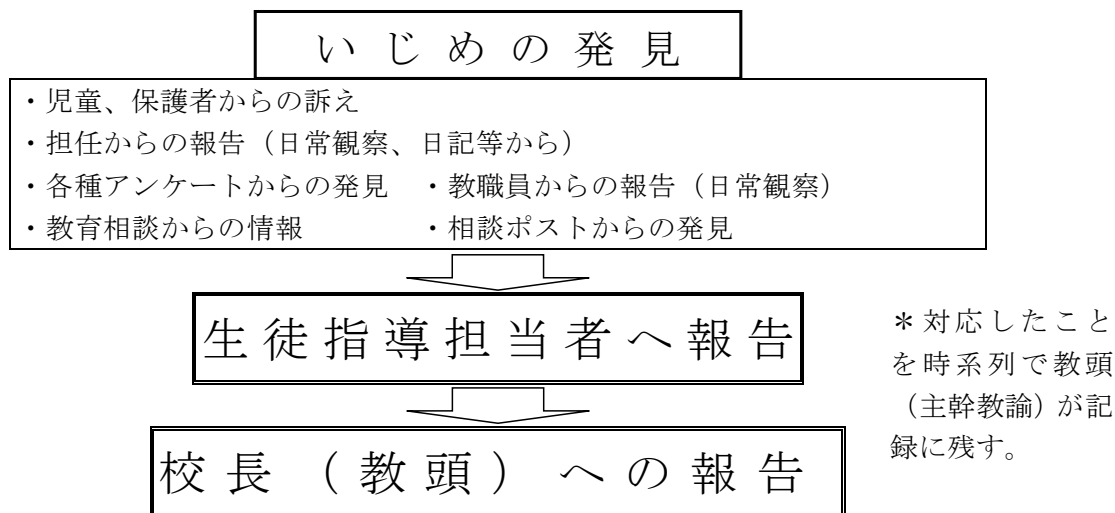 いじめの発見
・児童、保護者からの訴え
・担任からの報告（日常観察、日記等から）
・各種アンケートからの発見　・教職員からの報告（日常観察）
・教育相談からの情報　・相談ポストからの発見
生徒指導担当者へ報告
＊対応したこと
を時系列で教頭
（主幹教諭）が記
録に残す。
校長（教頭）への報告